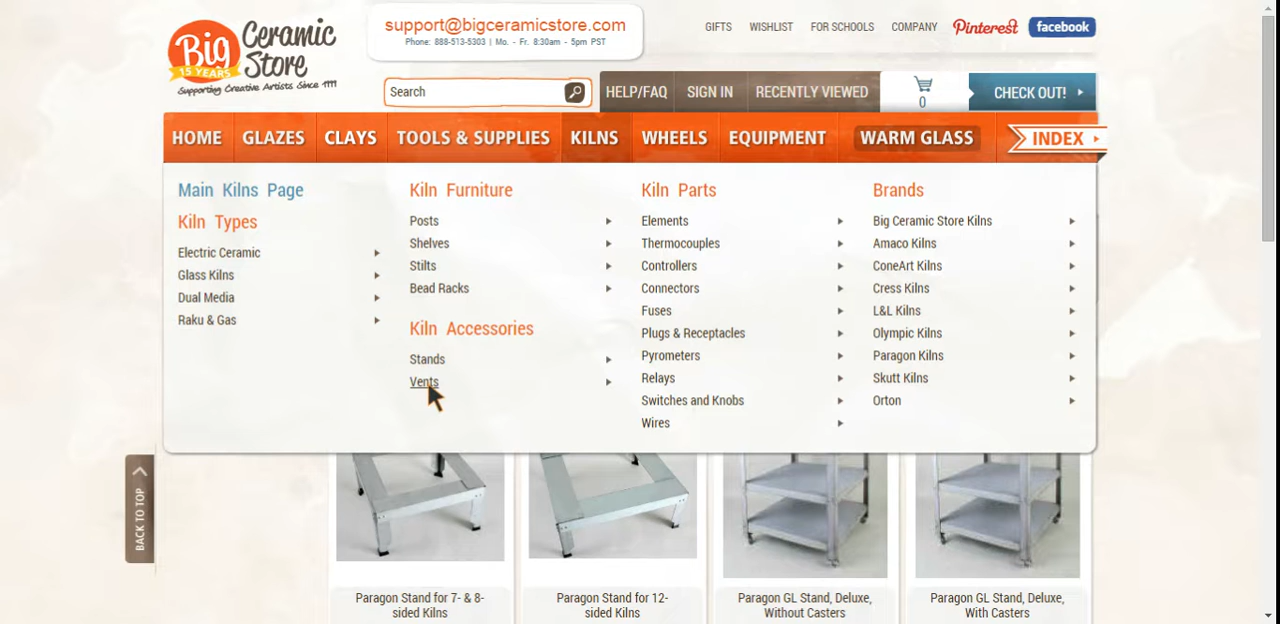 Big
Ceramic
Store
15 YEARS
Supporting Creative Artists Since 1999
support@bigceramicstore.com
Phone: 888-513-5303 | Mo. - Fr. 8:30am - 5pm PST
GIFTS WISHLIST FOR SCHOOLS COMPANY Pinterest facebook
Search HELP/FAQ SIGN IN RECENTLY VIEWED 0 CHECK OUT!
HOME GLAZES CLAYS TOOLS & SUPPLIES KILNS WHEELS EQUIPMENT WARM GLASS INDEX
Main Kilns Page
Kiln Types
Electric Ceramic
Glass Kilns
Dual Media
Raku & Gas
Kiln Furniture
Posts
Shelves
Stilts
Bead Racks
Kiln Accessories
Stands
Vents
Kiln Parts
Elements
Thermocouples
Controllers
Connectors
Fuses
Plugs & Receptacles
Pyrometers
Relays
Switches and Knobs
Wires
Brands
Big Ceramic Store Kilns
Amaco Kilns
ConeArt Kilns
Cress Kilns
L&L Kilns
Olympic Kilns
Paragon Kilns
Skutt Kilns
Orton
BACK TO TOP
Paragon Stand for 7- & 8-
sided Kilns
Paragon Stand for 12-
sided Kilns
Paragon GL Stand, Deluxe,
Without Casters
Paragon GL Stand, Deluxe,
With Casters